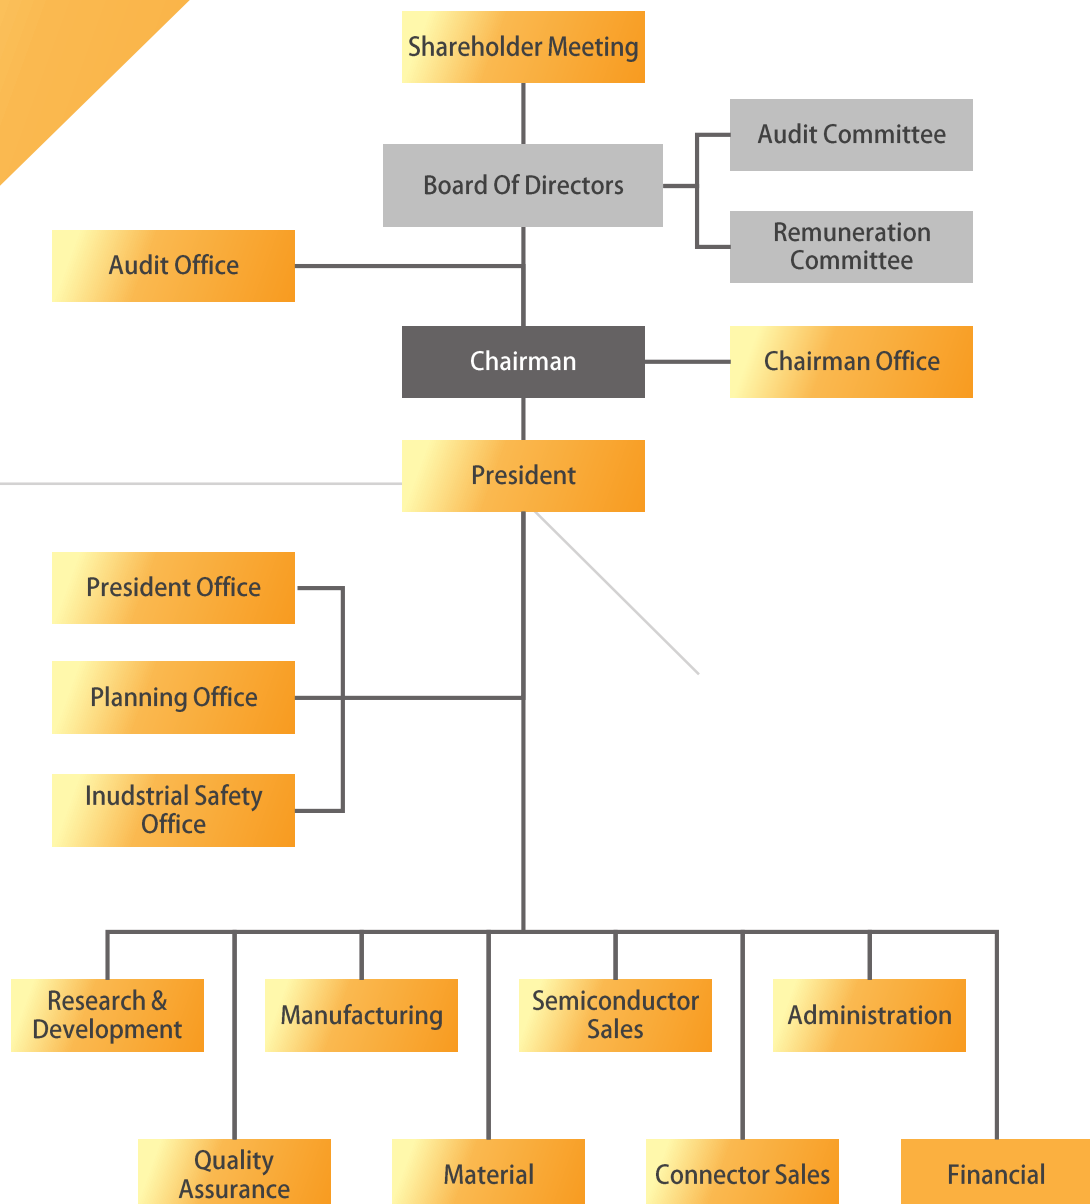 Shareholder Meeting
Audit Committee
Board Of Directors
Remuneration
Committee
Audit Office
Chairman
Chairman Office
President
President Office
Planning Office
Inudstrial Safety
Office
Research &
Development
Manufacturing
Semiconductor
Sales
Administration
Quality
Assurance
Material
Connector Sales
Financial